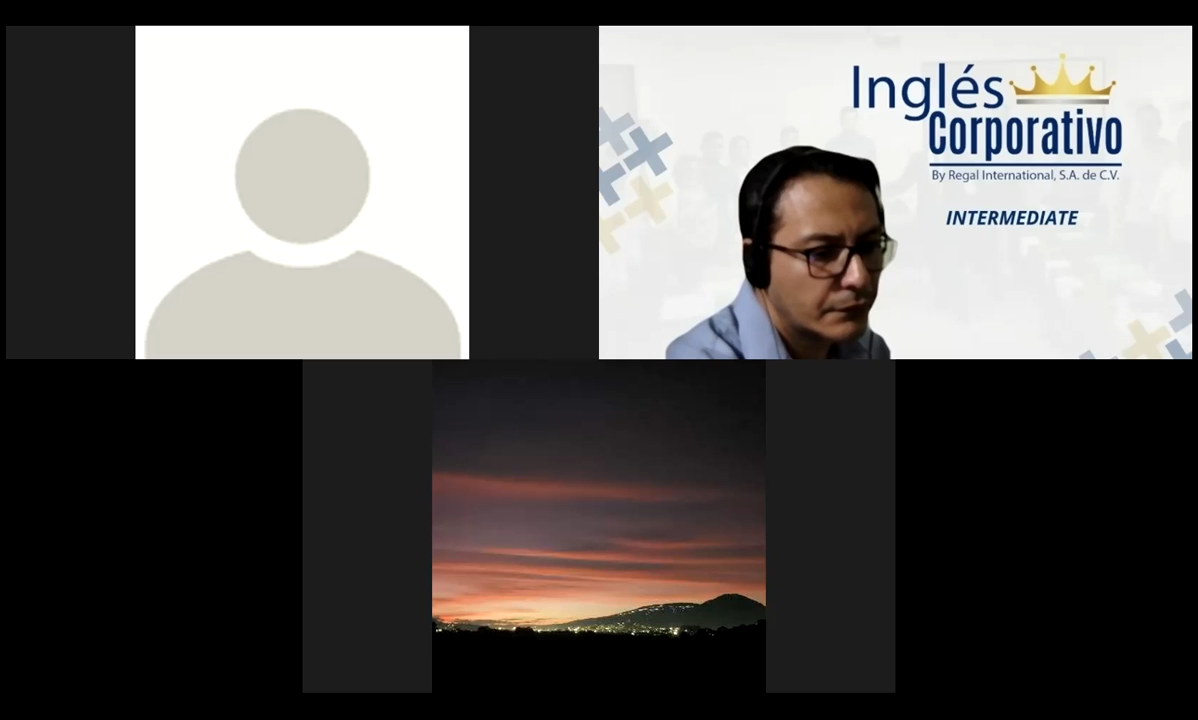 Inglés
Corporativo
By Regal International, S.A. de C.V.
INTERMEDIATE